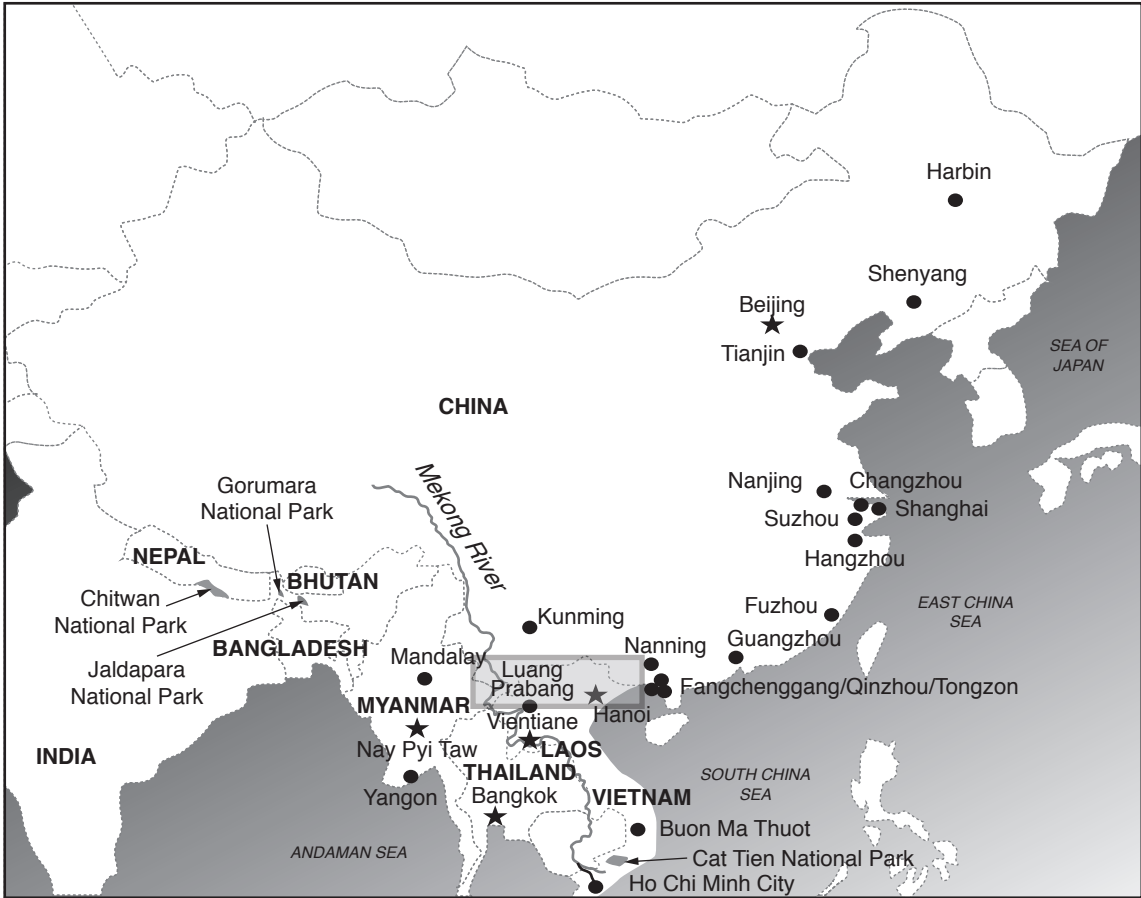 Harbin
Shenyang
Beijing
Tianjin
SEA OF
JAPAN
CHINA
Mekong River
Nanjing
Changzhou
Shanghai
Suzhou
Hangzhou
Gorumara
National Park
NEPAL
BHUTAN
Chitwan
National Park
BANGLADESH
Jaldapara
National Park
Kunming
Fuzhou
EAST CHINA
SEA
Guangzhou
Nanning
Mandalay
Luang
Prabang
Fangchenggang/Qinzhou/Tongzon
MYANMAR
Hanoi
Vientiane
Nay Pyi Taw
LAOS
INDIA
THAILAND
SOUTH CHINA
SEA
Yangon
Bangkok
VIETNAM
Buon Ma Thuot
ANDAMAN SEA
Cat Tien National Park
Ho Chi Minh City